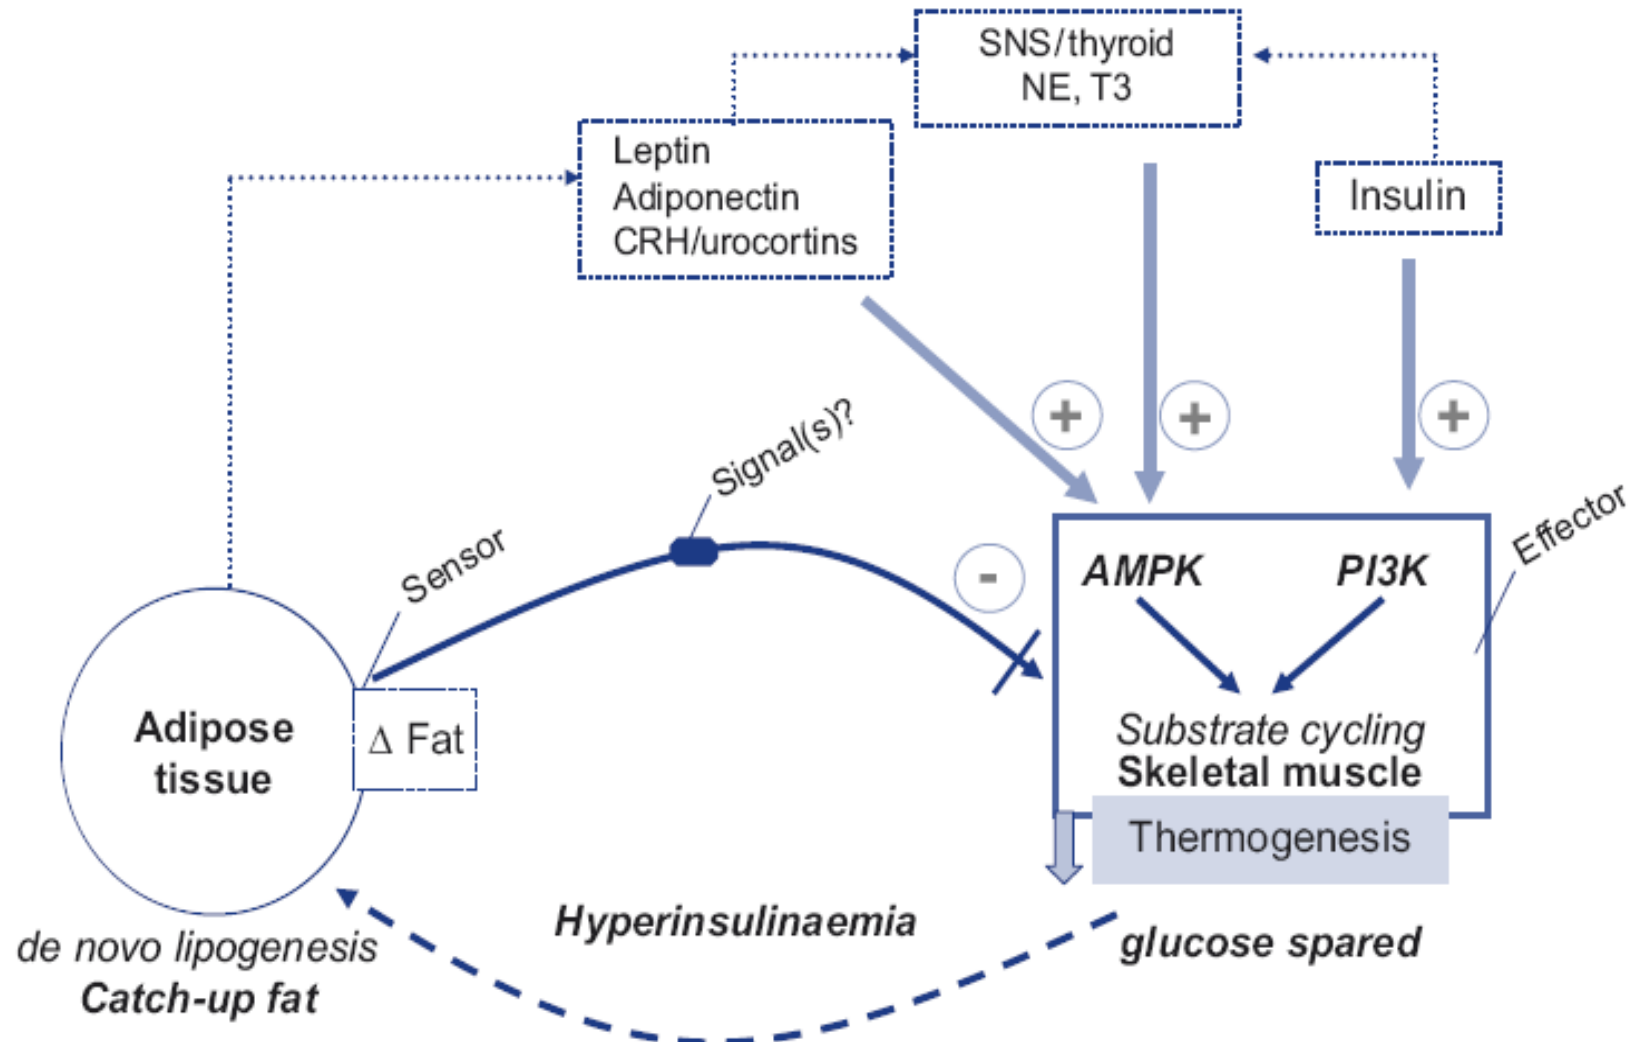 SNS/thyroid
NE, T3
Leptin
Adiponectin
CRH/urocortins
Insulin
+
+
+
Signal(s)?
Sensor
-
Effector
AMPK
PI3K
Adipose
tissue
Δ Fat
Substrate cycling
Skeletal muscle
Thermogenesis
Hyperinsulinaemia
glucose spared
de novo lipogenesis
Catch-up fat